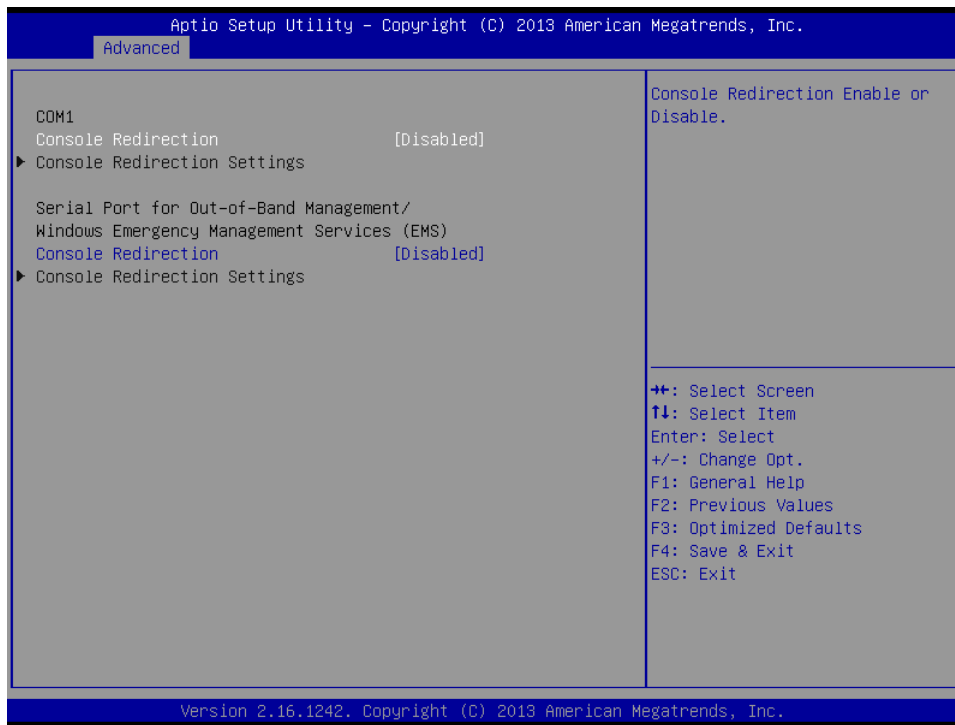 Aptio Setup Utility – Copyright (C) 2013 American Megatrends, Inc.
Advanced
COM1
Console Redirection [Disabled]
▶ Console Redirection Settings
Serial Port for Out-of-Band Management/
Windows Emergency Management Services (EMS)
Console Redirection [Disabled]
▶ Console Redirection Settings
Console Redirection Enable or
Disable.
→←: Select Screen
↑↓: Select Item
Enter: Select
+/-: Change Opt.
F1: General Help
F2: Previous Values
F3: Optimized Defaults
F4: Save & Exit
ESC: Exit
Version 2.16.1242. Copyright (C) 2013 American Megatrends, Inc.